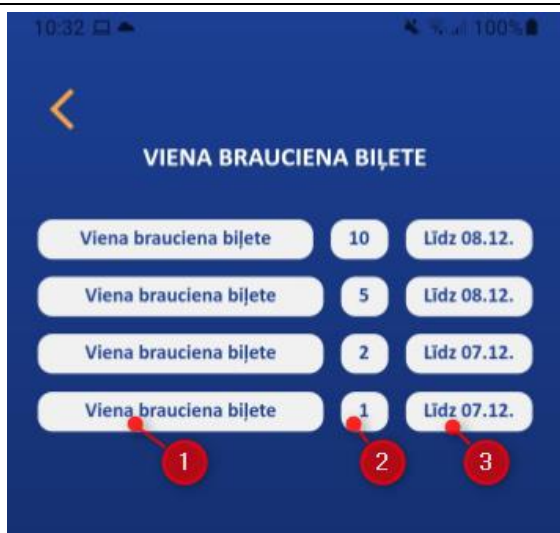 10:32 100%
VIENA BRAUCIENA BIĻETE
Viena brauciena biļete 10 Līdz 08.12.
Viena brauciena biļete 5 Līdz 08.12.
Viena brauciena biļete 2 Līdz 07.12.
Viena brauciena biļete 1 Līdz 07.12.
1 2 3